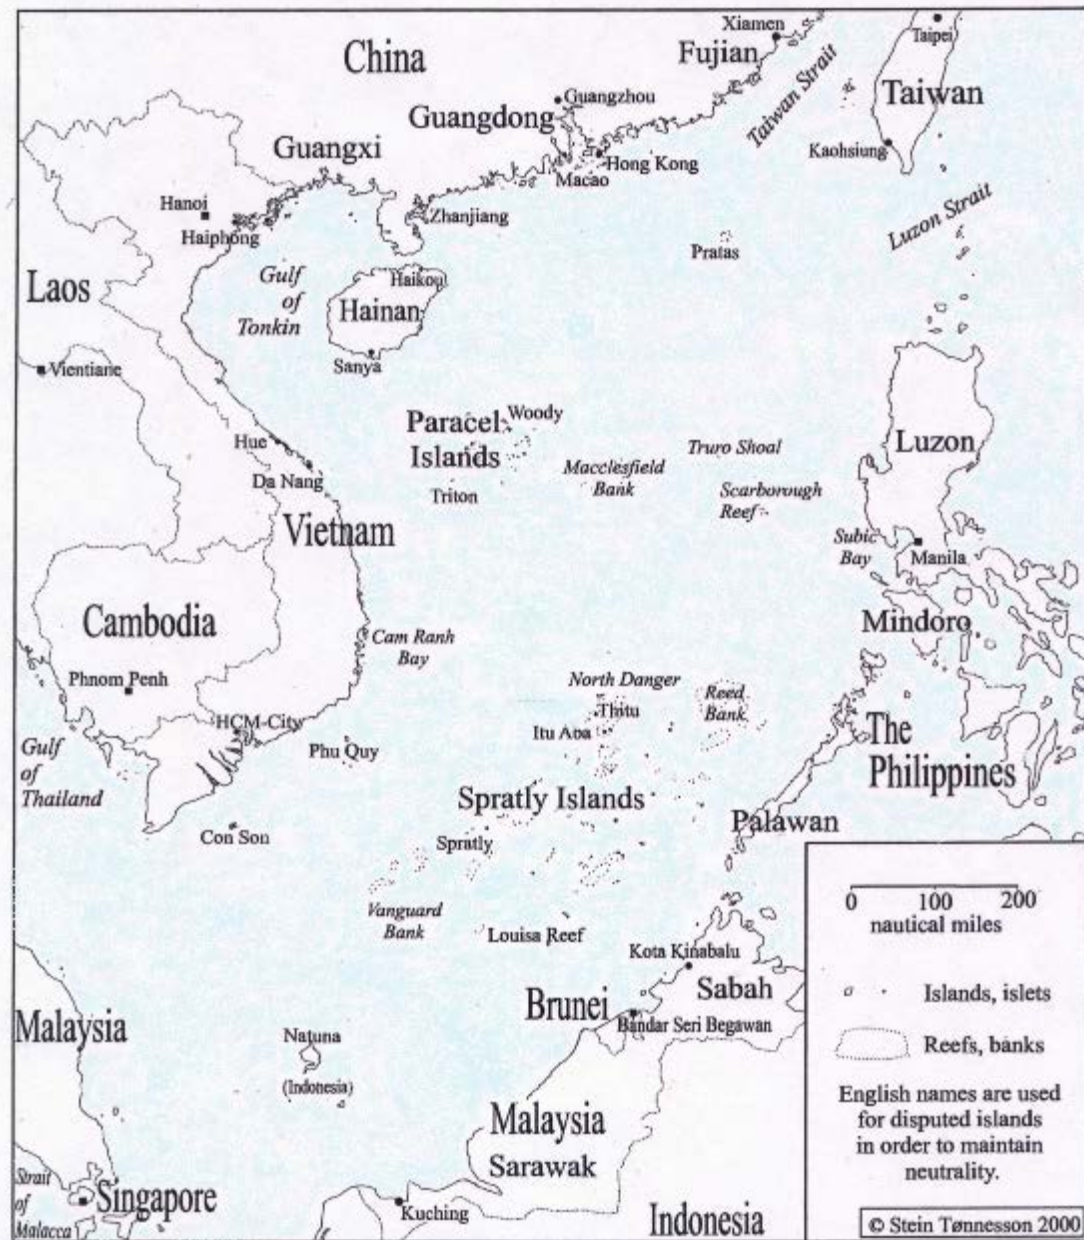 Xiamen
Taipei
China
Fujian
Taiwan Strait
Guangzhou
Taiwan
Guangdong
Guangxi
Kaohsiung
Hong Kong
Macao
Hanoi
Zhanjiang
Luzon Strait
Haiphong
Pratas
Laos
Gulf
of
Tonkin
Haikou
Hainan
Sanya
Vientiane
Paracel
Islands
Woody
Hue
Truro Shoal
Luzon
Macclesfield
Bank
Da Nang
Triton
Scarborough
Reef
Vietnam
Subic
Bay
Manila
Cambodia
Mindoro
Cam Ranh
Bay
Phnom Penh
North Danger
Reed
Bank
Thitu
HCM-City
Itu Aba
The
Philippines
Gulf
of
Thailand
Phu Quy
Spratly Islands
Palawan
Con Son
Spratly
Vanguard
Bank
Louisa Reef
Kota Kinabalu
Sabah
Brunei
Bandar Seri Begawan
Malaysia
Natuna
(Indonesia)
Malaysia
Sarawak
Strait
of
Malacca
Singapore
Kuching
Indonesia
0 100 200
nautical miles
Islands, islets
Reefs, banks
English names are used
for disputed islands
in order to maintain
neutrality.
© Stein Tønnesson 2000